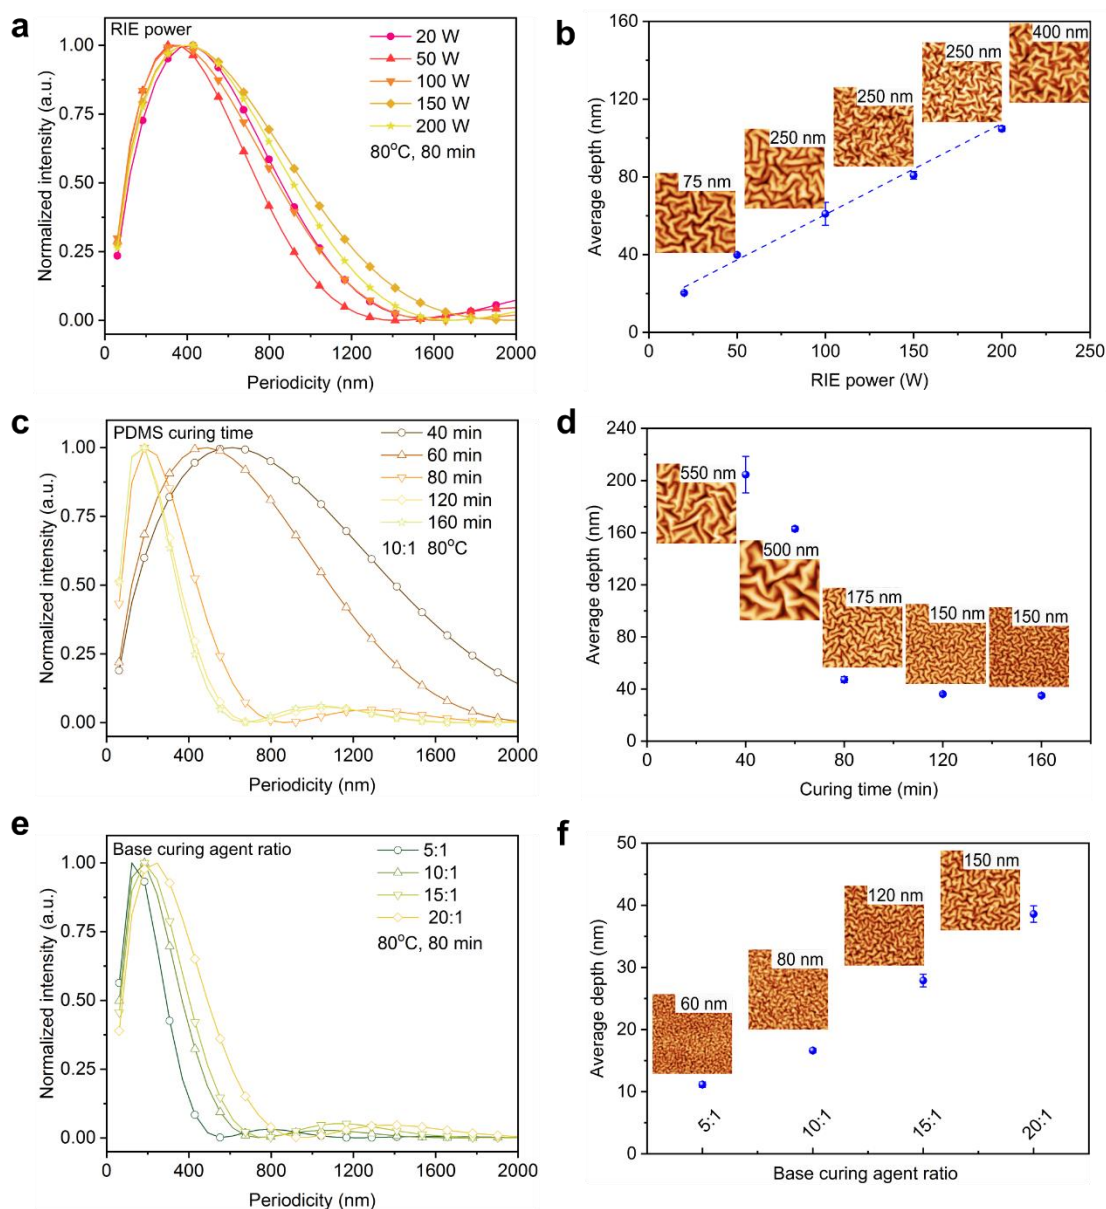 a
RIE power
20 W
50 W
100 W
150 W
200 W
80°C, 80 min
1.00
0.75
0.50
0.25
0.00
Normalized intensity (a.u.)
0 400 800 1200 1600 2000
Periodicity (nm)
b
160
120
80
40
0
Average depth (nm)
75 nm
250 nm
250 nm
250 nm
400 nm
0 50 100 150 200 250
RIE power (W)
c
PDMS curing time
40 min
60 min
80 min
120 min
160 min
10:1 80°C
1.00
0.75
0.50
0.25
0.00
Normalized intensity (a.u.)
0 400 800 1200 1600 2000
Periodicity (nm)
d
240
200
160
120
80
40
0
Average depth (nm)
550 nm
500 nm
175 nm
150 nm
150 nm
0 40 80 120 160
Curing time (min)
e
Base curing agent ratio
5:1
10:1
15:1
20:1
80°C, 80 min
1.00
0.75
0.50
0.25
0.00
Normalized intensity (a.u.)
0 400 800 1200 1600 2000
Periodicity (nm)
f
50
40
30
20
10
0
Average depth (nm)
60 nm
80 nm
120 nm
150 nm
5:1 10:1 15:1 20:1
Base curing agent ratio